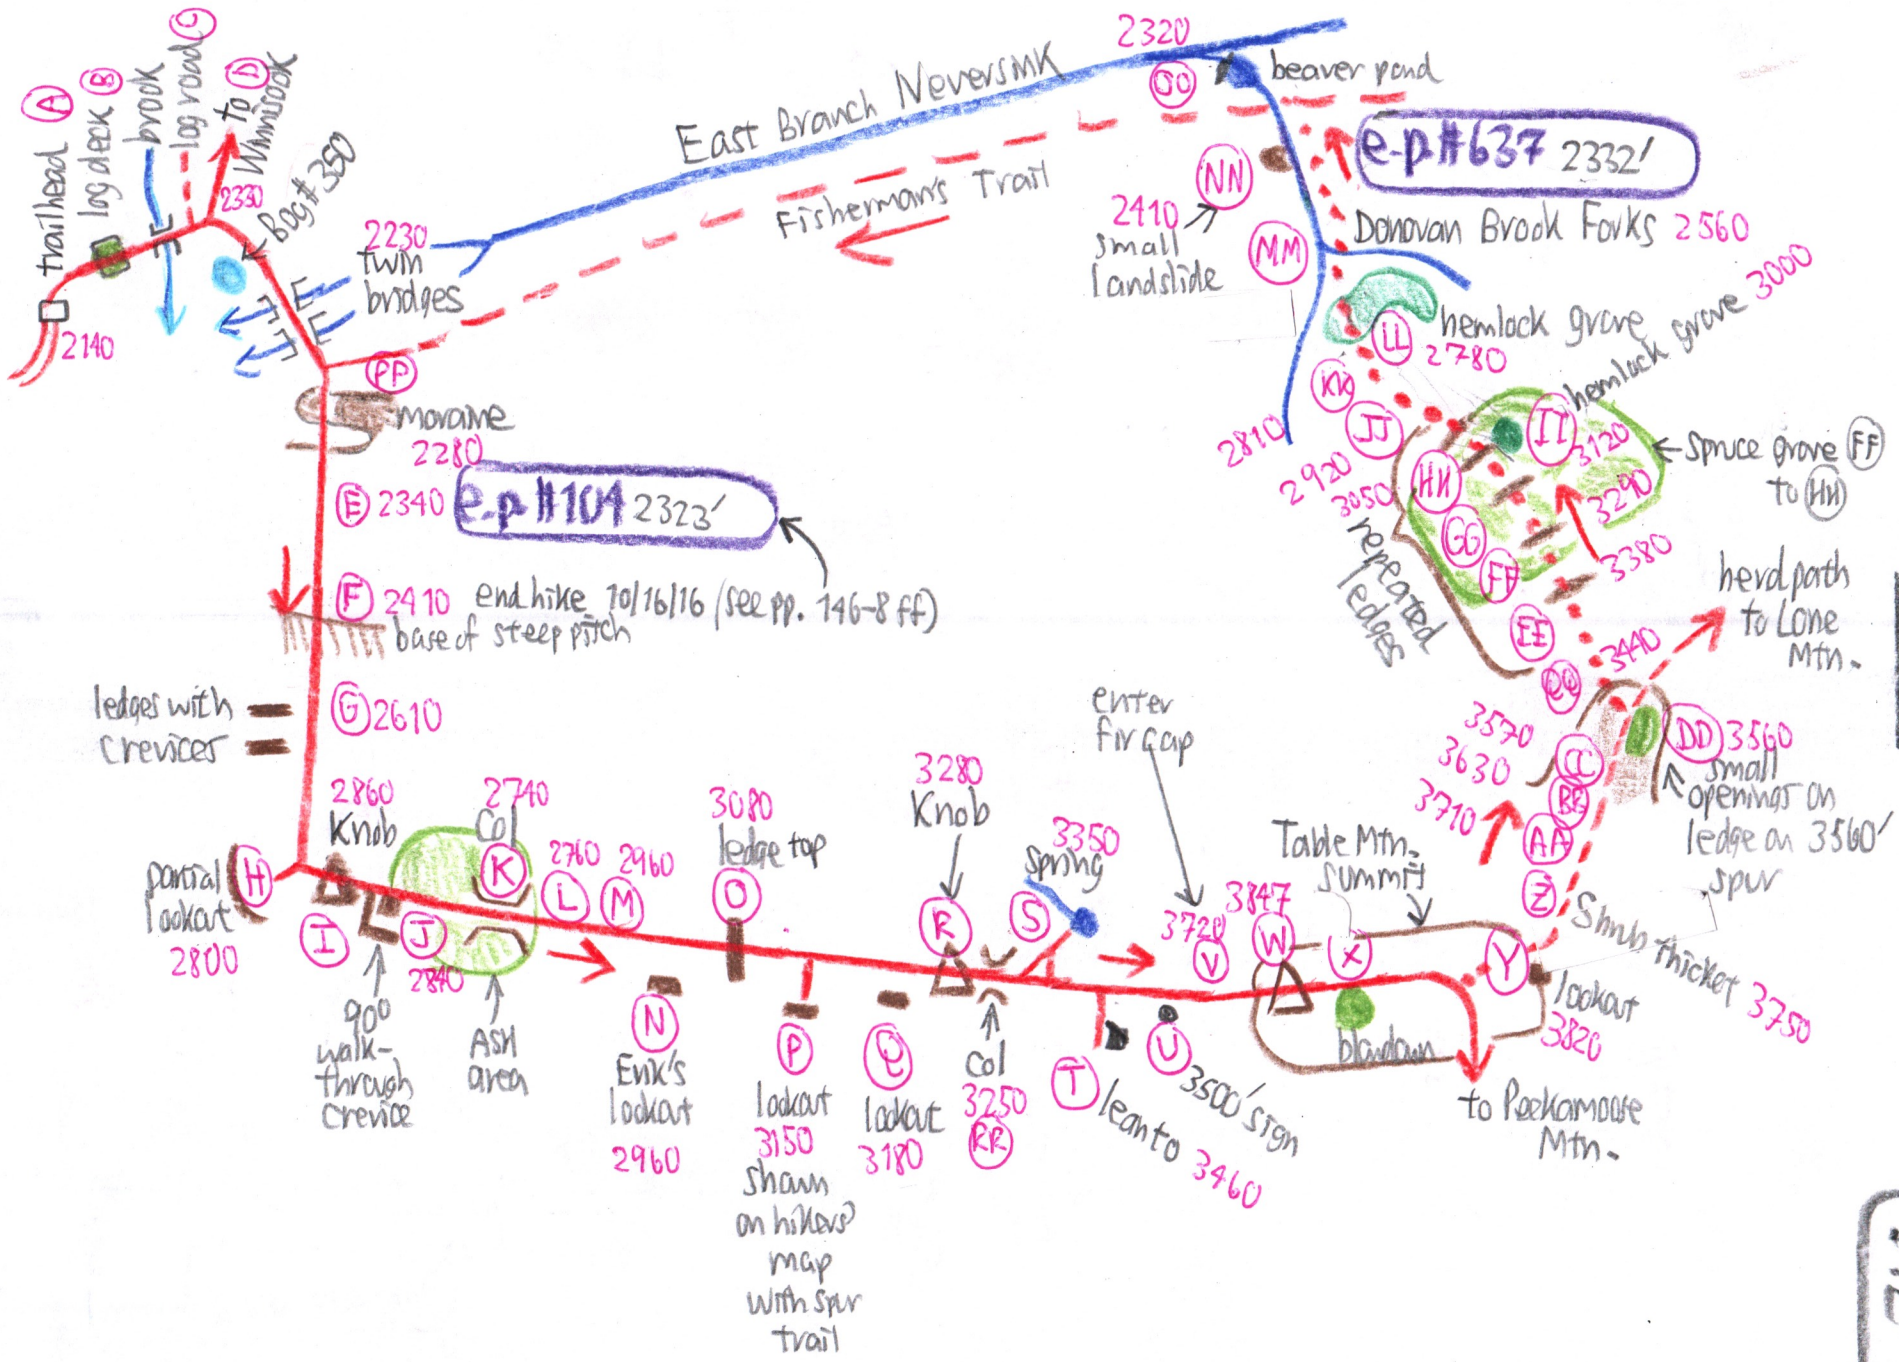 A
trailhead
B
log deck
brook
C
log road
D
to
Winnisook
2330
Bog #350
2140
2230
twin
bridges
PP
moraine
2280
East Branch Neversink
Fisherman's Trail
2320
OO
beaver pond
e.p. #637 2332'
NN
2410
small
landslide
MM
Donovan Brook Forks 2560
hemlock grove
LL
2780
hemlock grove 3000
KK
JJ
2810
2920
3050
II
3120
HH
3290
GG
FF
3380
spruce grove FF
to HH
repeated
ledges
EE
3440
herd path
to Lone
Mtn.
QQ
3570
3630
3710
DD 3560
small
openings on
ledge on 3560'
spur
CC
BB
AA
Z
Shrub thicket 3750
E 2340
e.p. #104 2323'
F 2410
end hike 10/16/16 (see pp. 146-8 ff)
base of steep pitch
ledges with
crevices
G 2610
H
partial
lookout
2800
2860
Knob
I
90°
walk-
through
crevice
J
2840
2740
Col
K
ASH
area
2760
L
2960
M
N
Erik's
lookout
2960
3080
ledge top
O
P
lookout
3150
shown
on hikers'
map
with spur
trail
Q
lookout
3180
3280
Knob
R
col
3250
RR
S
spring
3350
T
lean to 3460
enter
fir cap
3720
V
U
3500' sign
3847
W
Table Mtn.
summit
X
blowdown
Y
lookout
3820
to Peekamoose
Mtn.